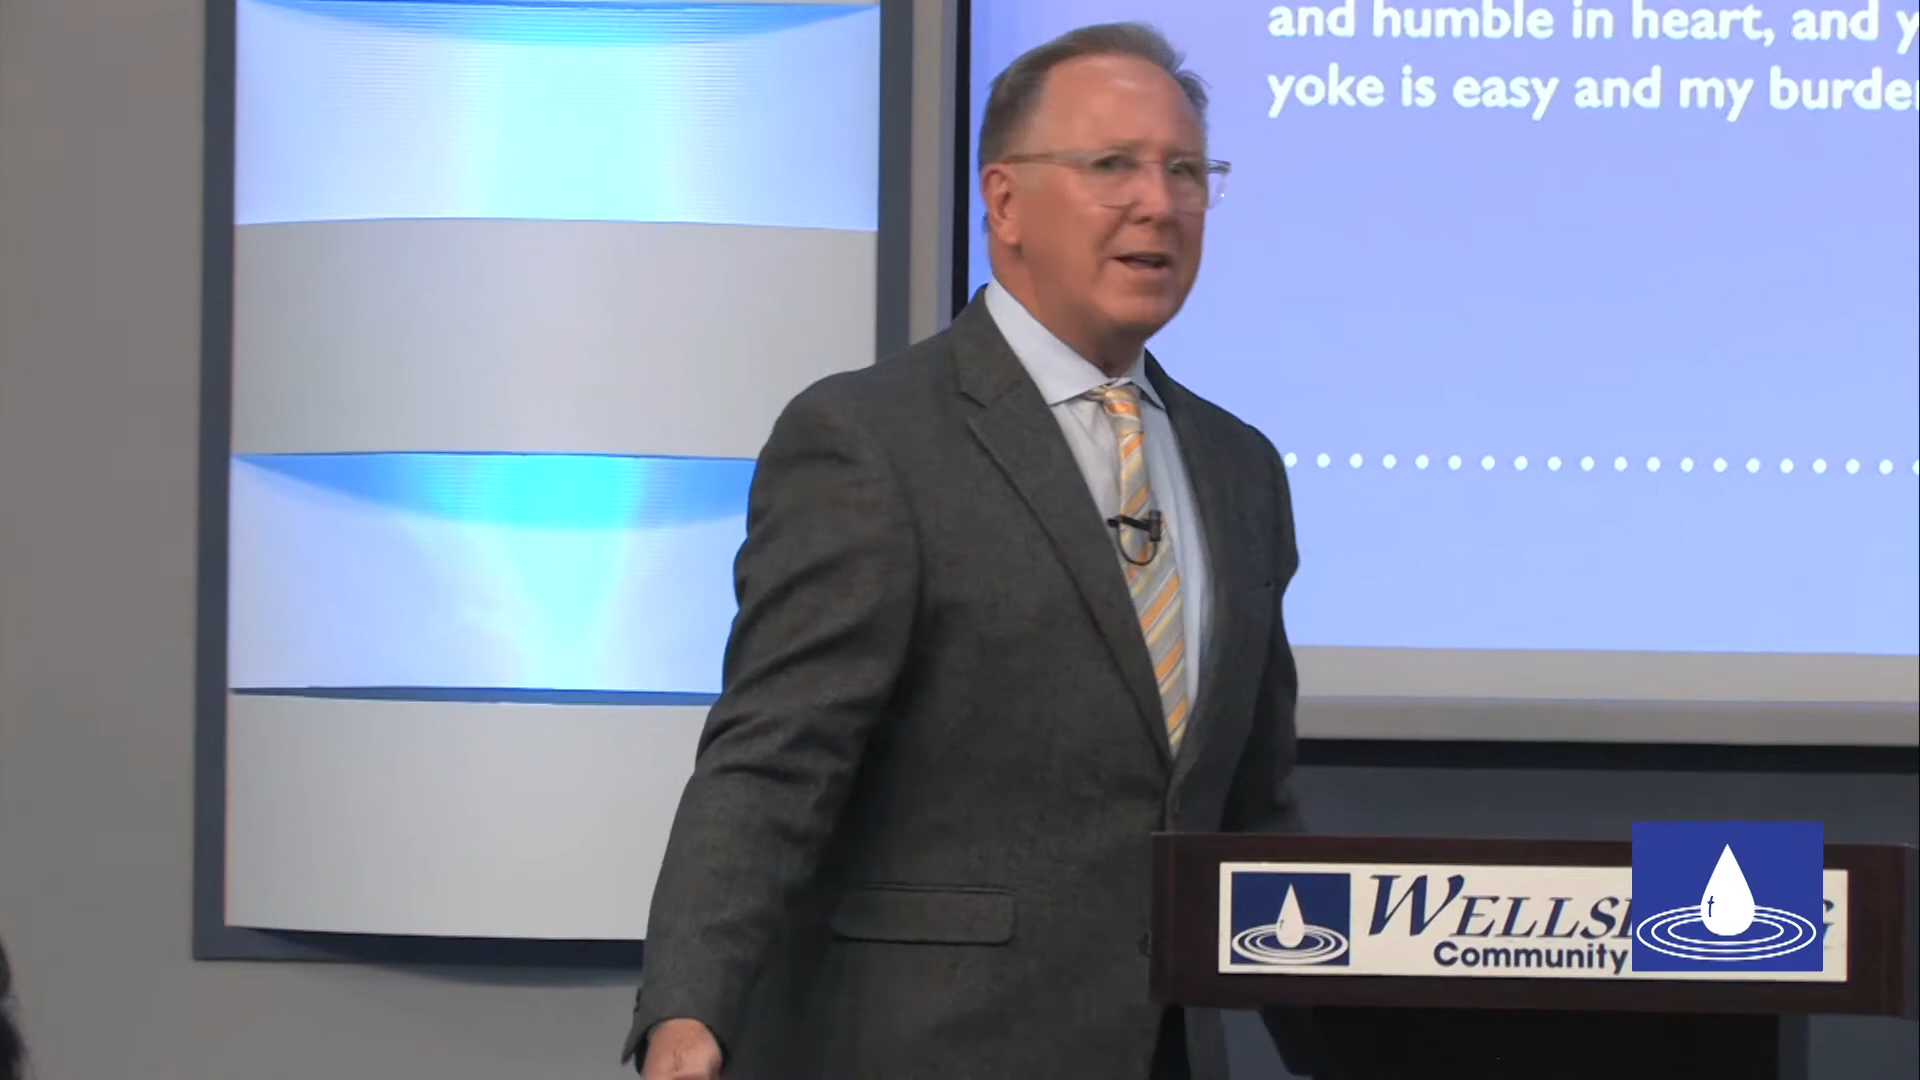 and humble in heart, and y
yoke is easy and my burde
WELLS
Community
t